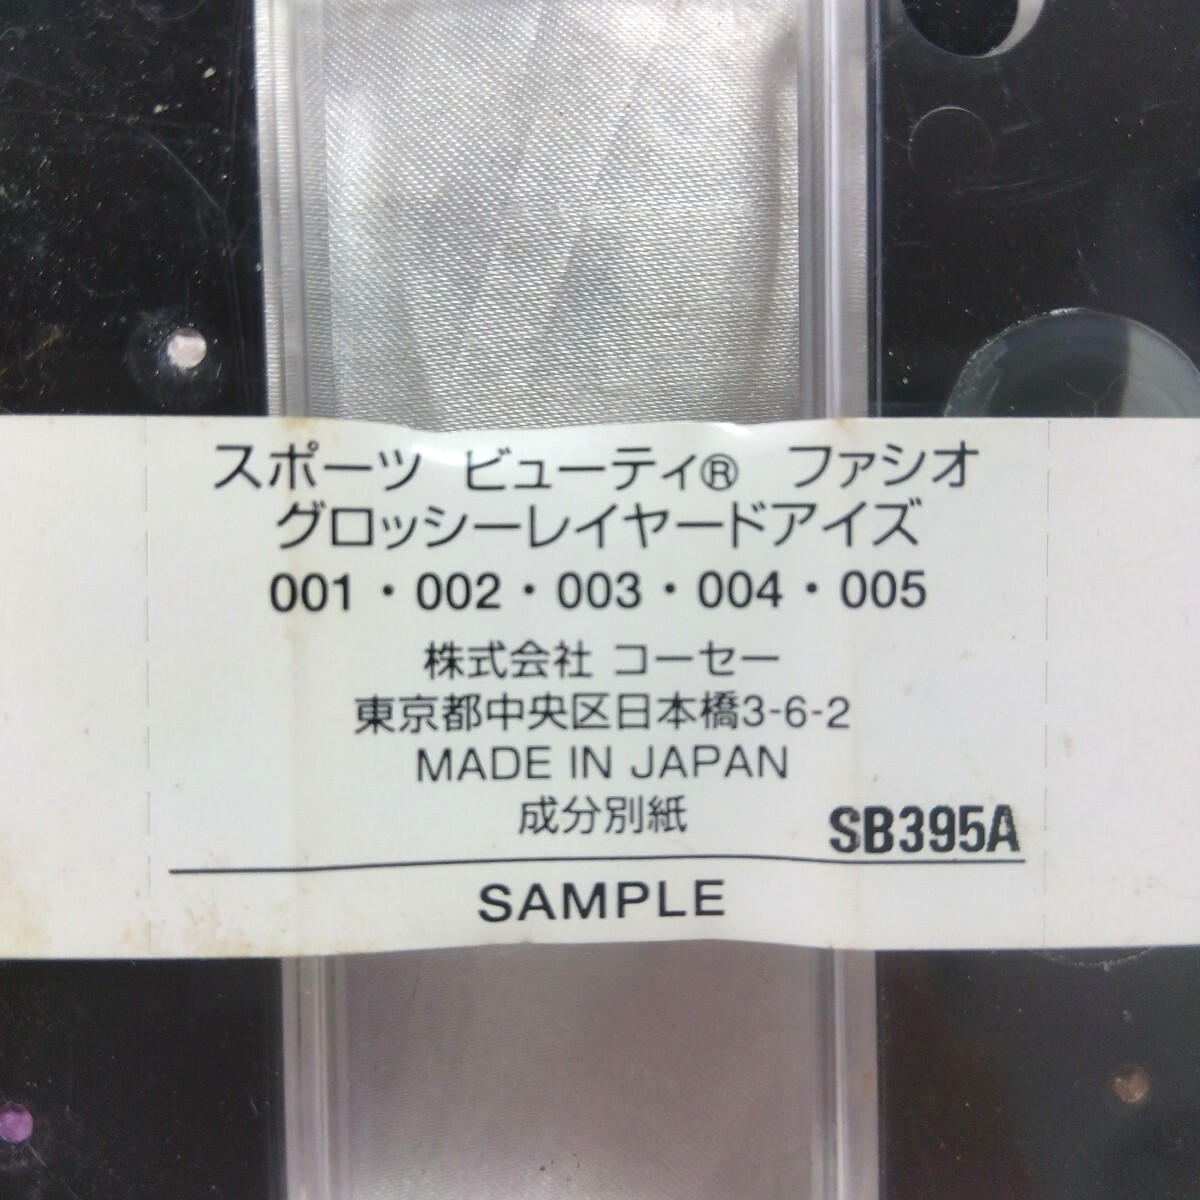 スポーツ ビューティ® ファシオ
グロッシーレイヤードアイズ
001・002・003・004・005
株式会社 コーセー
東京都中央区日本橋3-6-2
MADE IN JAPAN
成分別紙 SB395A
SAMPLE